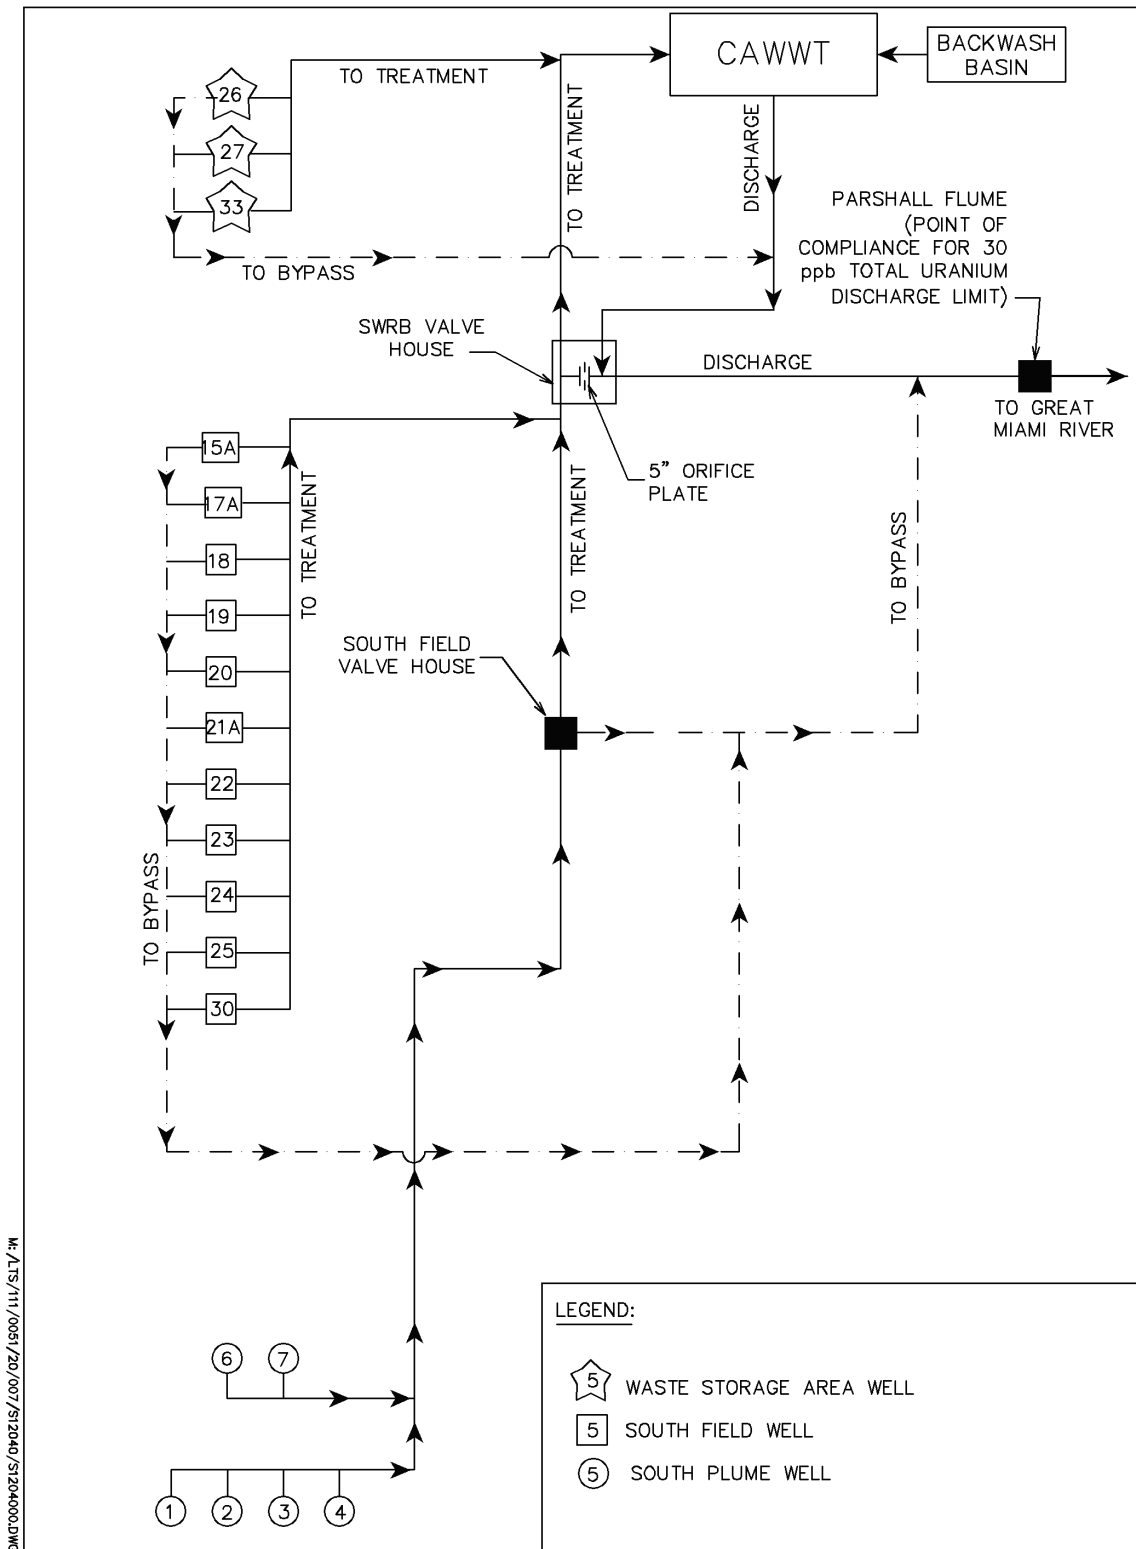 CAWWT
BACKWASH
BASIN
TO TREATMENT
26
27
33
TO BYPASS
TO TREATMENT
DISCHARGE
PARSHALL FLUME
(POINT OF
COMPLIANCE FOR 30
ppb TOTAL URANIUM
DISCHARGE LIMIT)
SWRB VALVE
HOUSE
DISCHARGE
TO GREAT
MIAMI RIVER
5" ORIFICE
PLATE
15A
17A
18
19
20
21A
22
23
24
25
30
TO TREATMENT
TO BYPASS
TO TREATMENT
TO BYPASS
SOUTH FIELD
VALVE HOUSE
6
7
1
2
3
4
LEGEND:
5 WASTE STORAGE AREA WELL
5 SOUTH FIELD WELL
5 SOUTH PLUME WELL
M:/LTS/111/0051/20/007/S12040/S1204000.DWG